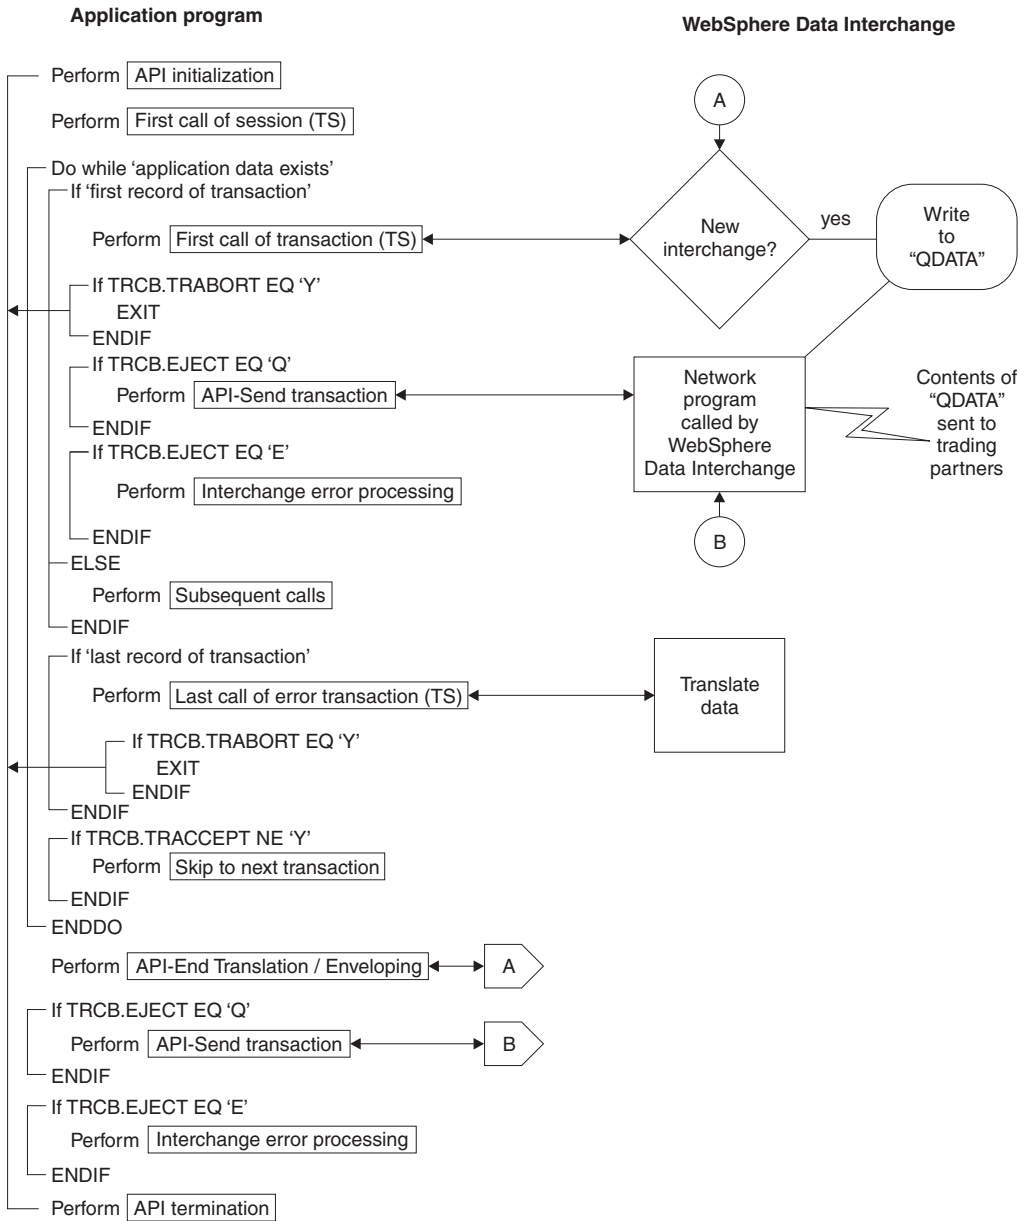 Application program
WebSphere Data Interchange
Perform API initialization
Perform First call of session (TS)
Do while ‘application data exists’
If ‘first record of transaction’
Perform First call of transaction (TS)
If TRCB.TRABORT EQ ‘Y’
EXIT
ENDIF
If TRCB.EJECT EQ ‘Q’
Perform API-Send transaction
ENDIF
If TRCB.EJECT EQ ‘E’
Perform Interchange error processing
ENDIF
ELSE
Perform Subsequent calls
ENDIF
If ‘last record of transaction’
Perform Last call of error transaction (TS)
If TRCB.TRABORT EQ ‘Y’
EXIT
ENDIF
ENDIF
If TRCB.TRACCEPT NE ‘Y’
Perform Skip to next transaction
ENDIF
ENDDO
Perform API-End Translation / Enveloping
A
If TRCB.EJECT EQ ‘Q’
Perform API-Send transaction
B
ENDIF
If TRCB.EJECT EQ ‘E’
Perform Interchange error processing
ENDIF
Perform API termination
A
New
interchange?
yes
Write
to
“QDATA”
Network
program
called by
WebSphere
Data Interchange
Contents of
“QDATA”
sent to
trading
partners
B
Translate
data